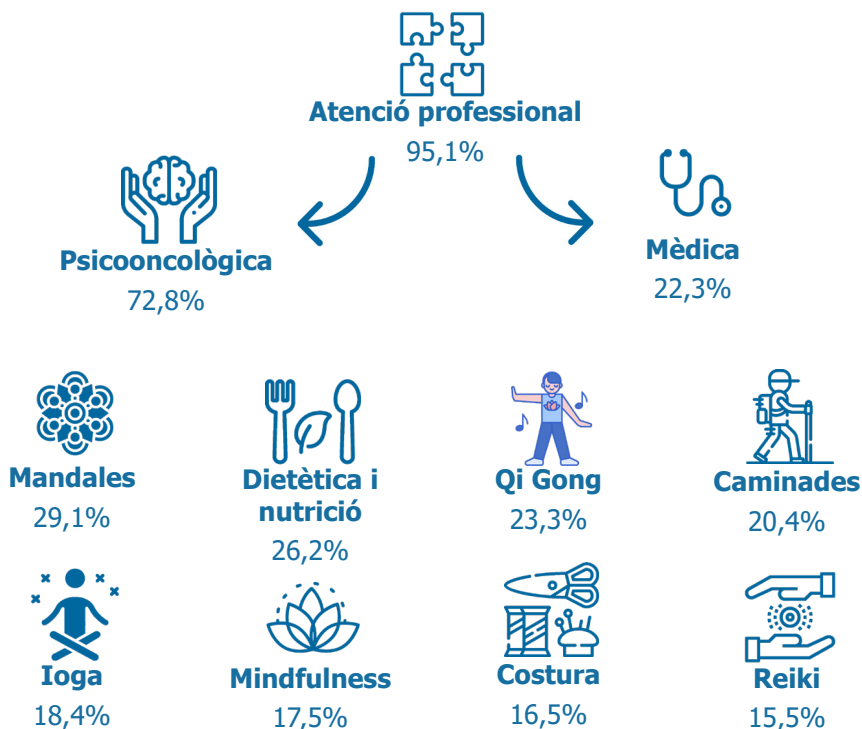 Atenció professional
95,1%
Psicooncològica
72,8%
Mèdica
22,3%
Mandales
29,1%
Dietètica i
nutrició
26,2%
Qi Gong
23,3%
Caminades
20,4%
Ioga
18,4%
Mindfulness
17,5%
Costura
16,5%
Reiki
15,5%